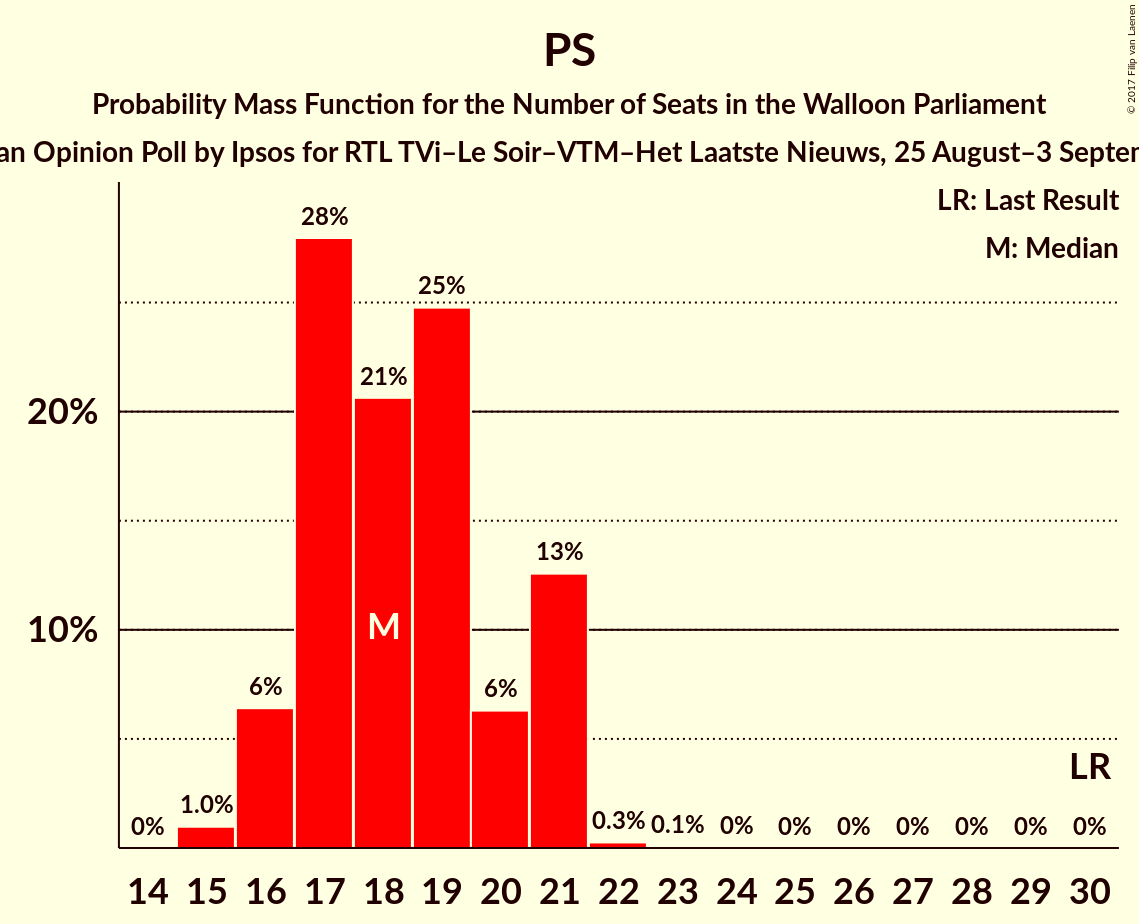 PS
Probability Mass Function for the Number of Seats in the Walloon Parliament
an Opinion Poll by Ipsos for RTL TVi–Le Soir–VTM–Het Laatste Nieuws, 25 August–3 Septe
© 2017 Filip van Laenen
LR: Last Result
M: Median
28%
25%
21%
20%
13%
10%
M
6%
6%
LR
1.0%
0%
0.3%
0.1%
0%
0%
0%
0%
0%
0%
0%
14 15 16 17 18 19 20 21 22 23 24 25 26 27 28 29 30